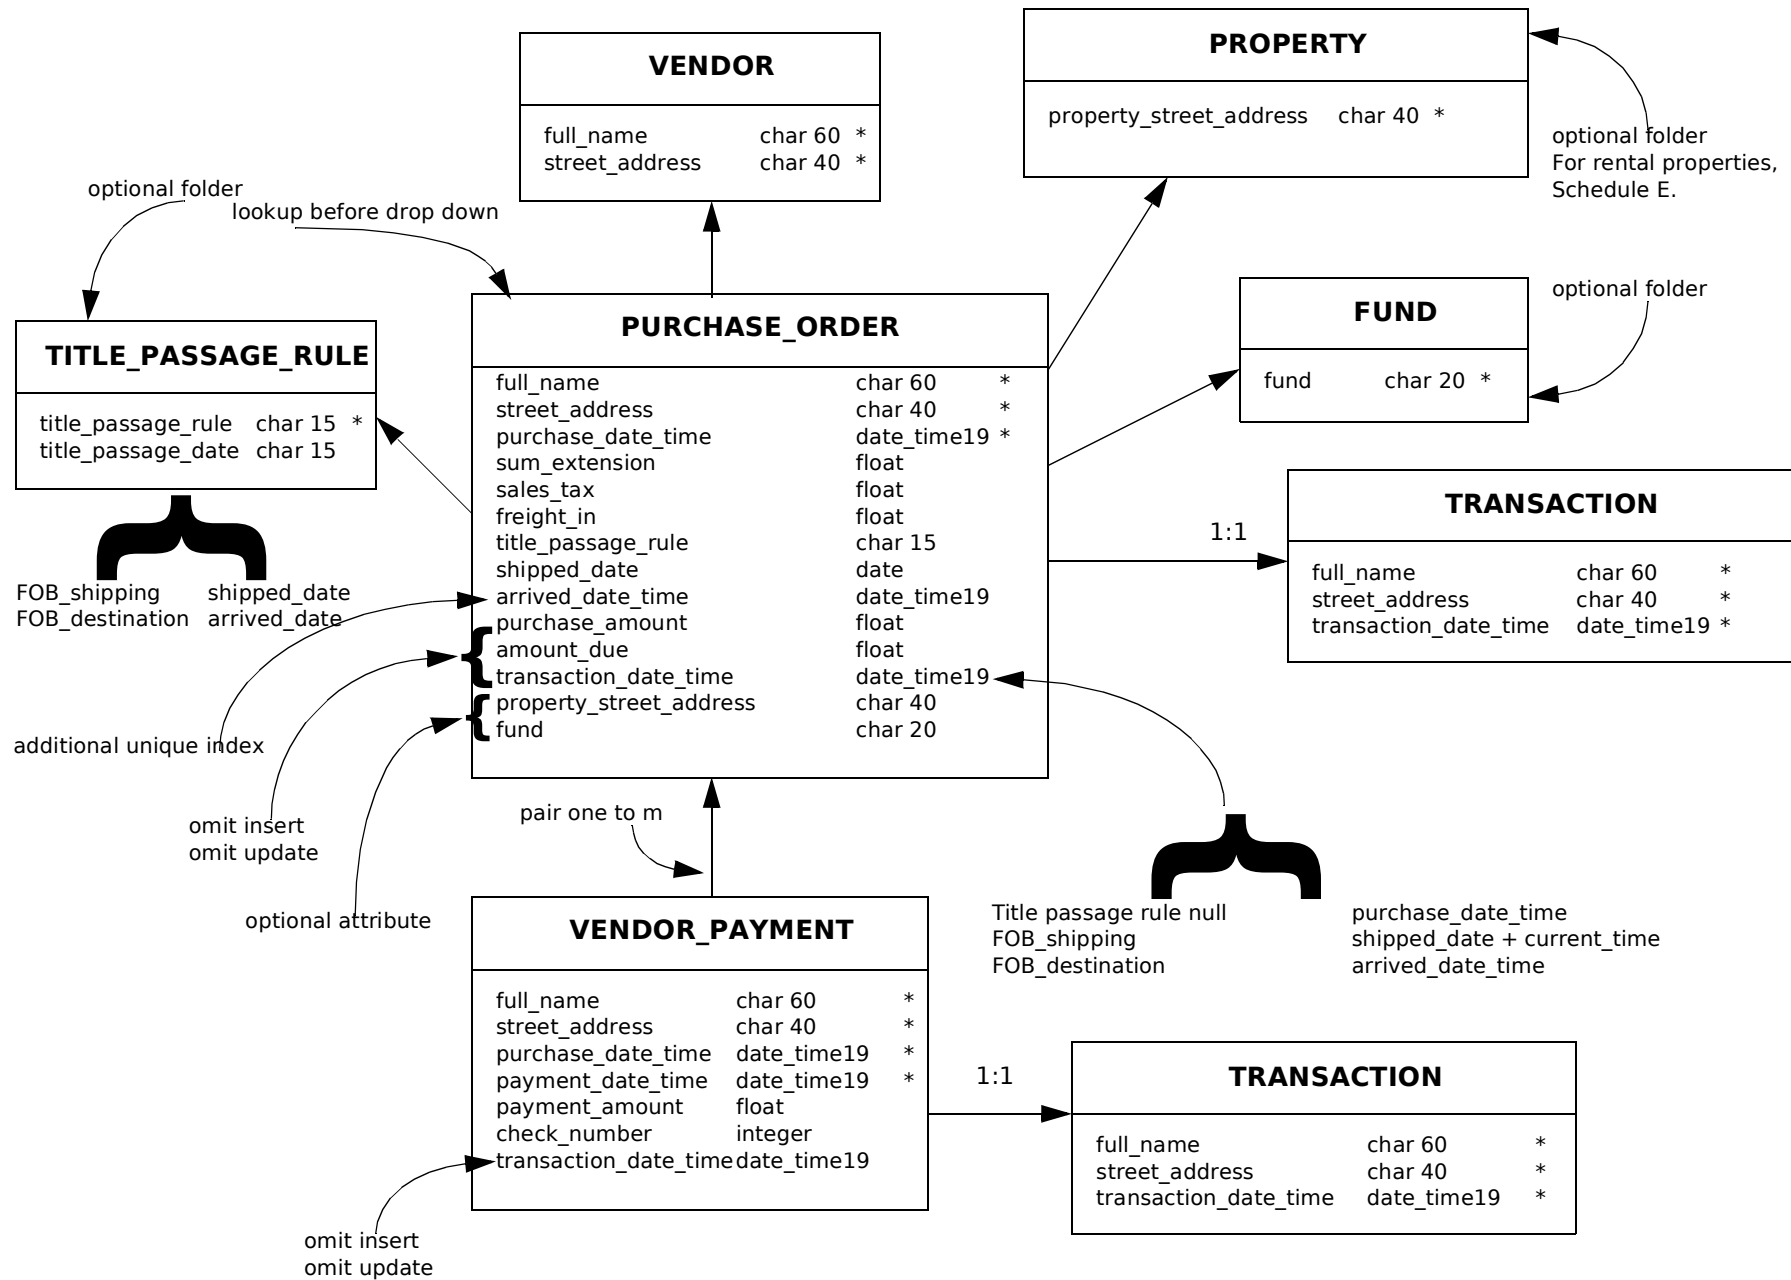 VENDOR
full_name char 60 *
street_address char 40 *
PROPERTY
property_street_address char 40 *
optional folder
For rental properties,
Schedule E.
optional folder
lookup before drop down
TITLE_PASSAGE_RULE
title_passage_rule char 15 *
title_passage_date char 15
FOB_shipping shipped_date
FOB_destination arrived_date
PURCHASE_ORDER
full_name char 60 *
street_address char 40 *
purchase_date_time date_time19 *
sum_extension float
sales_tax float
freight_in float
title_passage_rule char 15
shipped_date date
arrived_date_time date_time19
purchase_amount float
amount_due float
transaction_date_time date_time19
property_street_address char 40
fund char 20
FUND
fund char 20 *
optional folder
1:1
TRANSACTION
full_name char 60 *
street_address char 40 *
transaction_date_time date_time19 *
additional unique index
omit insert
omit update
optional attribute
pair one to m
Title passage rule null purchase_date_time
FOB_shipping shipped_date + current_time
FOB_destination arrived_date_time
VENDOR_PAYMENT
full_name char 60 *
street_address char 40 *
purchase_date_time date_time19 *
payment_date_time date_time19 *
payment_amount float
check_number integer
transaction_date_time date_time19
1:1
TRANSACTION
full_name char 60 *
street_address char 40 *
transaction_date_time date_time19 *
omit insert
omit update